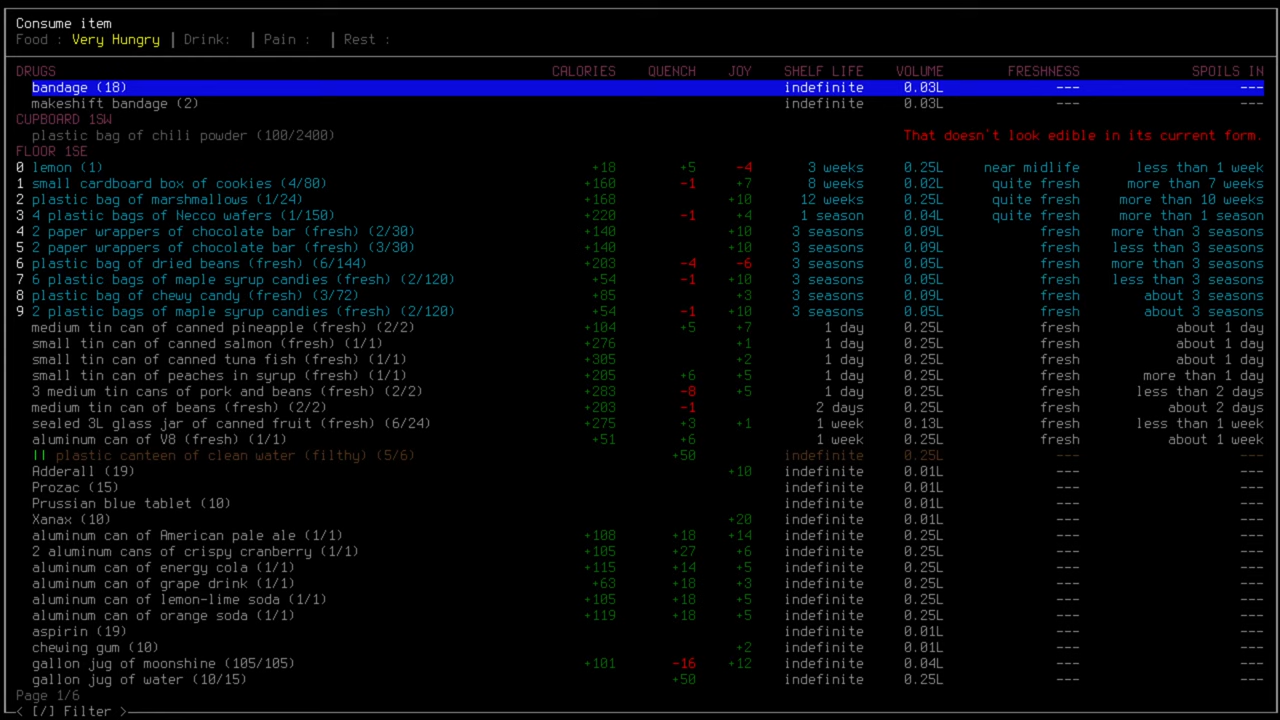 Consume item
Food : Very Hungry | Drink: | Pain : | Rest :
DRUGS CALORIES QUENCH JOY SHELF LIFE VOLUME FRESHNESS SPOILS IN
bandage (18) indefinite 0.03L --- ---
makeshift bandage (2) indefinite 0.03L --- ---
CUPBOARD 1SW
plastic bag of chili powder (100/2400) That doesn't look edible in its current form.
FLOOR 1SE
0 lemon (1) +18 +5 -4 3 weeks 0.25L near midlife less than 1 week
1 small cardboard box of cookies (4/80) +160 -1 +7 8 weeks 0.02L quite fresh more than 7 weeks
2 plastic bag of marshmallows (1/24) +168 +10 12 weeks 0.25L quite fresh more than 10 weeks
3 4 plastic bags of Necco wafers (1/150) +220 -1 +4 1 season 0.04L quite fresh more than 1 season
4 2 paper wrappers of chocolate bar (fresh) (2/30) +140 +10 3 seasons 0.09L fresh more than 3 seasons
5 2 paper wrappers of chocolate bar (fresh) (3/30) +140 +10 3 seasons 0.09L fresh less than 3 seasons
6 plastic bag of dried beans (fresh) (6/144) +203 -4 -6 3 seasons 0.05L fresh more than 3 seasons
7 6 plastic bags of maple syrup candies (fresh) (2/120) +54 -1 +10 3 seasons 0.05L fresh less than 3 seasons
8 plastic bag of chewy candy (fresh) (3/72) +85 +3 3 seasons 0.09L fresh about 3 seasons
9 2 plastic bags of maple syrup candies (fresh) (2/120) +54 -1 +10 3 seasons 0.05L fresh about 3 seasons
medium tin can of canned pineapple (fresh) (2/2) +104 +5 +7 1 day 0.25L fresh about 1 day
small tin can of canned salmon (fresh) (1/1) +276 +1 1 day 0.25L fresh about 1 day
small tin can of canned tuna fish (fresh) (1/1) +305 +2 1 day 0.25L fresh about 1 day
small tin can of peaches in syrup (fresh) (1/1) +205 +6 +5 1 day 0.25L fresh more than 1 day
3 medium tin cans of pork and beans (fresh) (2/2) +283 -8 +5 1 day 0.25L fresh less than 2 days
medium tin can of beans (fresh) (2/2) +203 -1 2 days 0.25L fresh about 2 days
sealed 3L glass jar of canned fruit (fresh) (6/24) +275 +3 +1 1 week 0.13L fresh less than 1 week
aluminum can of V8 (fresh) (1/1) +51 +6 1 week 0.25L fresh about 1 week
|| plastic canteen of clean water (filthy) (5/6) +50 indefinite 0.25L --- ---
Adderall (19) +10 indefinite 0.01L --- ---
Prozac (15) indefinite 0.01L --- ---
Prussian blue tablet (10) indefinite 0.01L --- ---
Xanax (10) +20 indefinite 0.01L --- ---
aluminum can of American pale ale (1/1) +108 +18 +14 indefinite 0.25L --- ---
2 aluminum cans of crispy cranberry (1/1) +105 +27 +6 indefinite 0.25L --- ---
aluminum can of energy cola (1/1) +115 +14 +5 indefinite 0.25L --- ---
aluminum can of grape drink (1/1) +63 +18 +3 indefinite 0.25L --- ---
aluminum can of lemon-lime soda (1/1) +105 +18 +5 indefinite 0.25L --- ---
aluminum can of orange soda (1/1) +119 +18 +5 indefinite 0.25L --- ---
aspirin (19) indefinite 0.01L --- ---
chewing gum (10) +2 indefinite 0.01L --- ---
gallon jug of moonshine (105/105) +101 -16 +12 indefinite 0.04L --- ---
gallon jug of water (10/15) +50 indefinite 0.25L --- ---
Page 1/6
< [/] Filter >